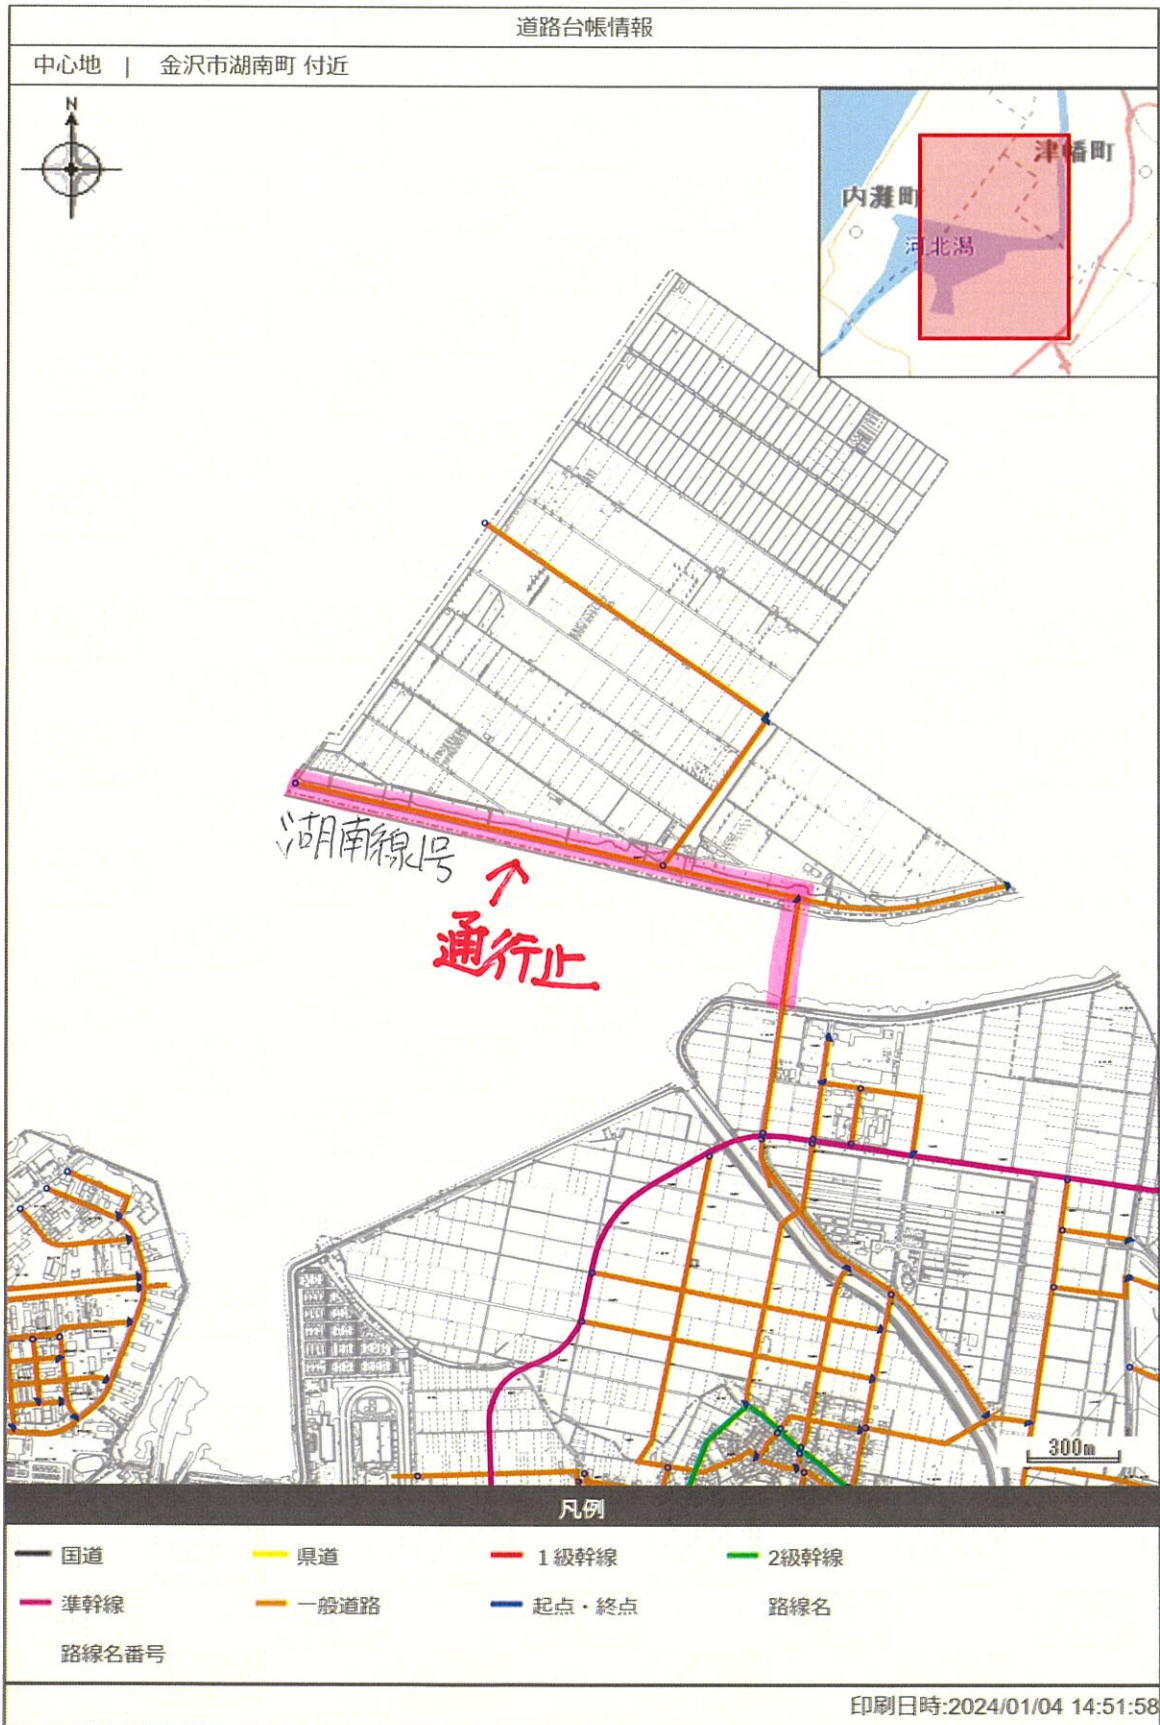 道路台帳情報
中心地 | 金沢市湖南町 付近
N
津幡町
内灘町
河北潟
湖南線1号
↑
通行止
300m
凡例
国道
県道
1級幹線
2級幹線
準幹線
一般道路
起点・終点
路線名
路線名番号
印刷日時:2024/01/04 14:51:58